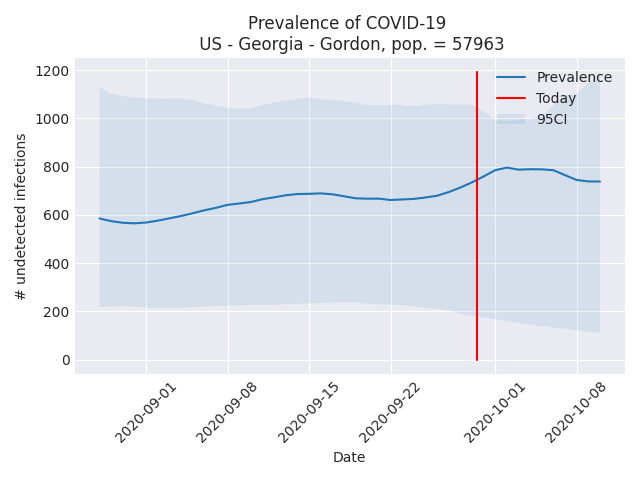 Prevalence of COVID-19
US - Georgia - Gordon, pop. = 57963
Prevalence
Today
95CI
# undetected infections
1200
1000
800
600
400
200
0
2020-09-01
2020-09-08
2020-09-15
2020-09-22
2020-10-01
2020-10-08
Date